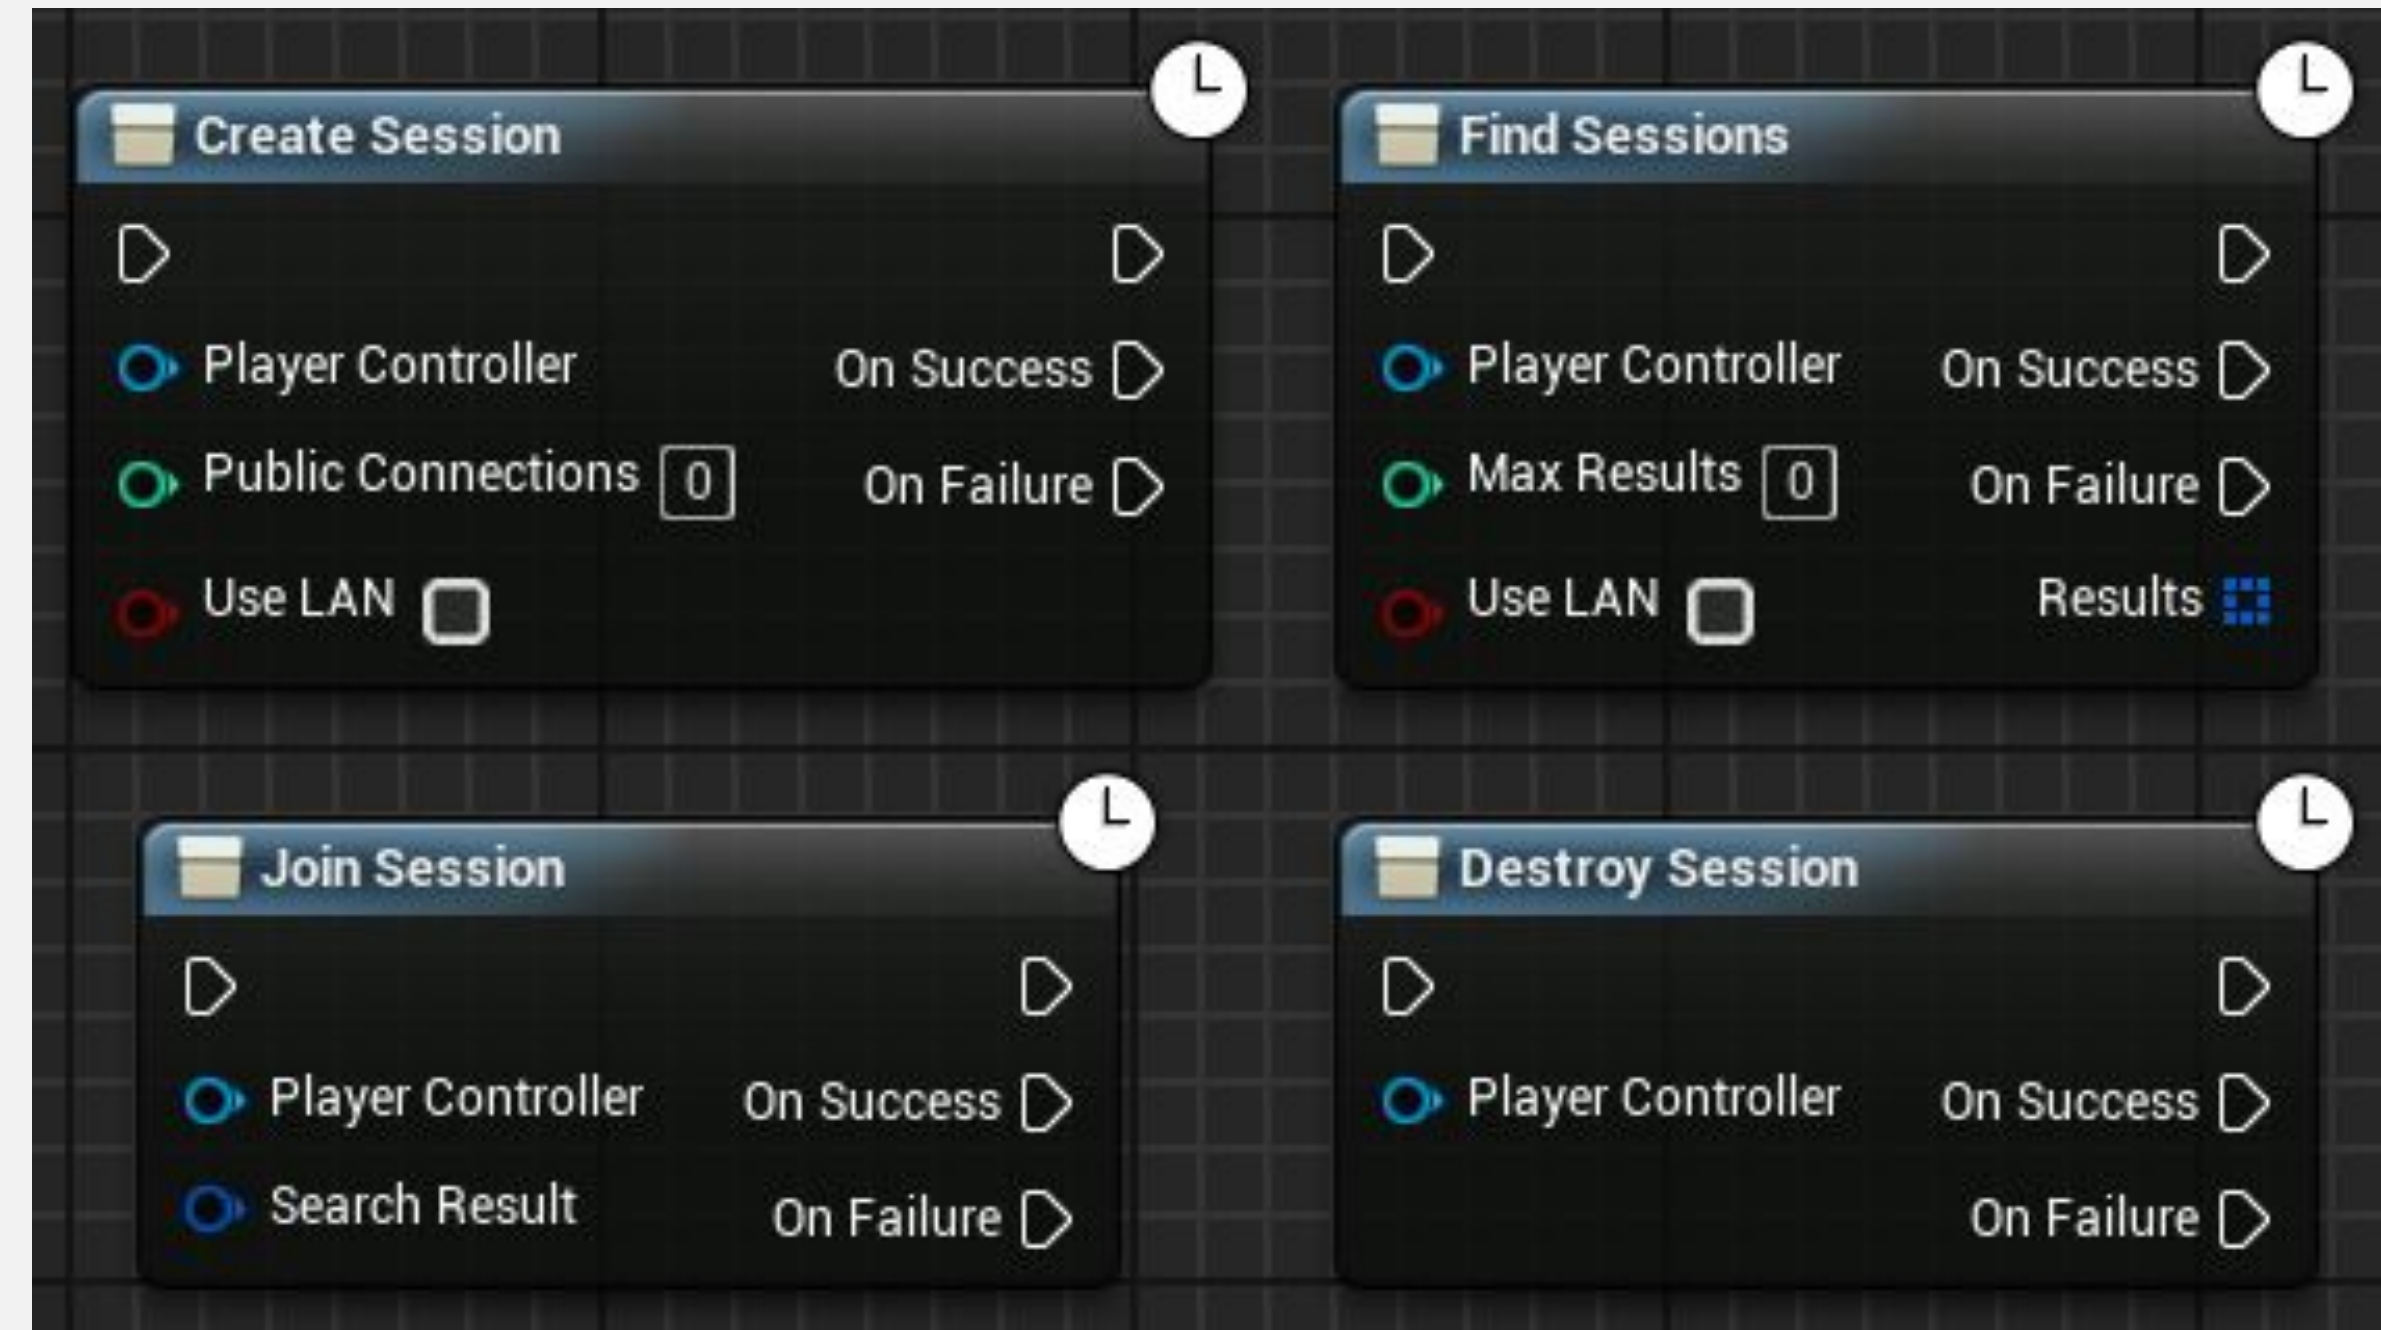 Create Session
Player Controller On Success
Public Connections 0 On Failure
Use LAN
Find Sessions
Player Controller On Success
Max Results 0 On Failure
Use LAN Results
Join Session
Player Controller On Success
Search Result On Failure
Destroy Session
Player Controller On Success
On Failure